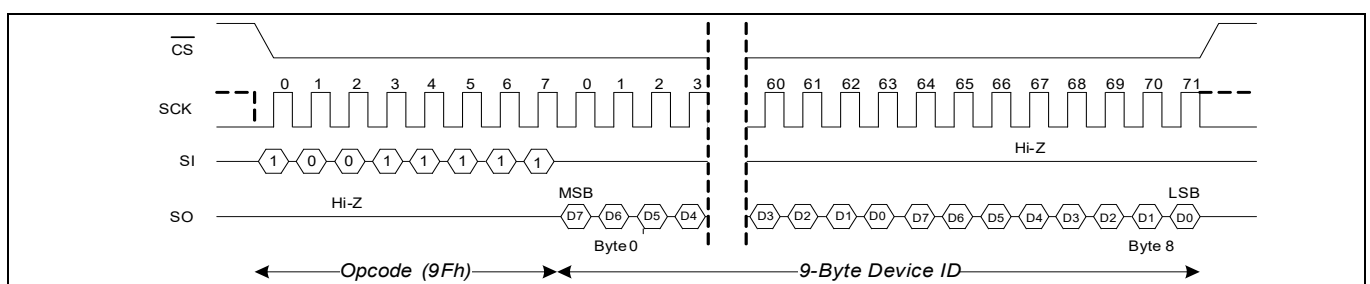 CS
0 1 2 3 4 5 6 7 0 1 2 3 60 61 62 63 64 65 66 67 68 69 70 71
SCK
Hi-Z
SI 1 0 0 1 1 1 1 1
MSB LSB
Hi-Z
SO D7 D6 D5 D4 D3 D2 D1 D0 D7 D6 D5 D4 D3 D2 D1 D0
Byte 0 Byte 8
Opcode (9Fh) 9-Byte Device ID